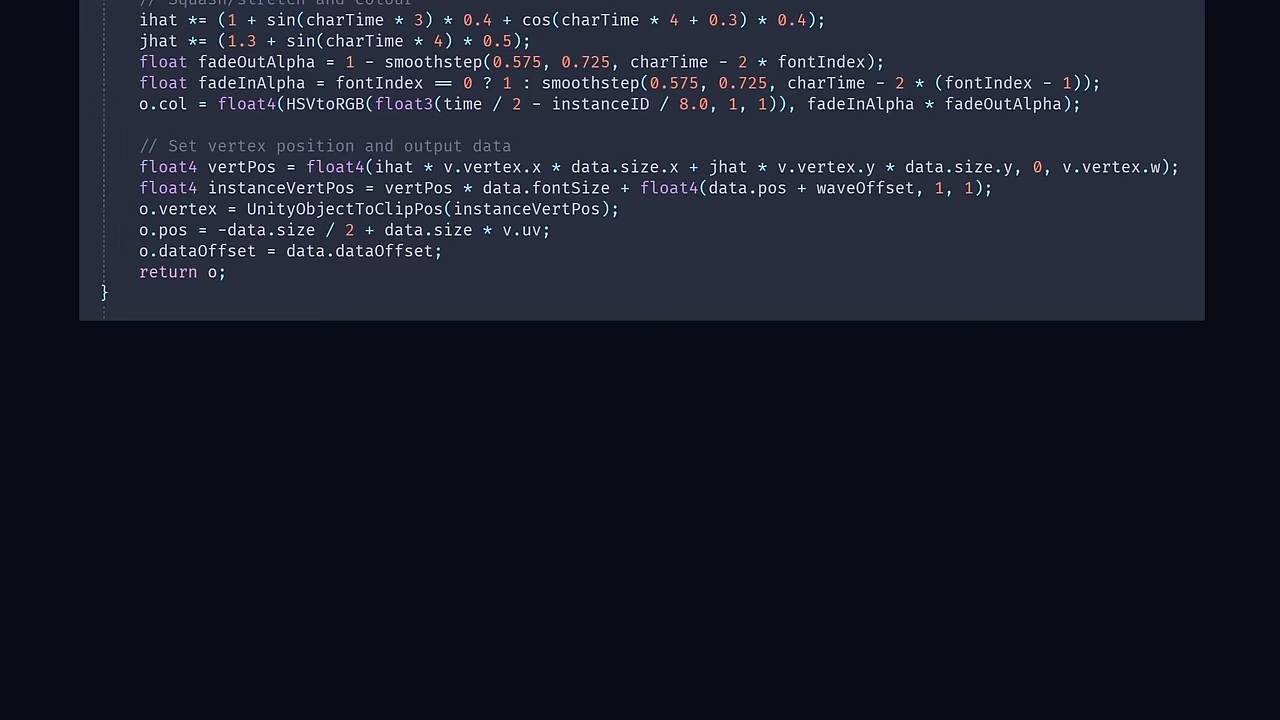 // Squash/stretch and colour
ihat *= (1 + sin(charTime * 3) * 0.4 + cos(charTime * 4 + 0.3) * 0.4);
jhat *= (1.3 + sin(charTime * 4) * 0.5);
float fadeOutAlpha = 1 - smoothstep(0.575, 0.725, charTime - 2 * fontIndex);
float fadeInAlpha = fontIndex == 0 ? 1 : smoothstep(0.575, 0.725, charTime - 2 * (fontIndex - 1));
o.col = float4(HSVtoRGB(float3(time / 2 - instanceID / 8.0, 1, 1)), fadeInAlpha * fadeOutAlpha);
// Set vertex position and output data
float4 vertPos = float4(ihat * v.vertex.x * data.size.x + jhat * v.vertex.y * data.size.y, 0, v.vertex.w);
float4 instanceVertPos = vertPos * data.fontSize + float4(data.pos + waveOffset, 1, 1);
o.vertex = UnityObjectToClipPos(instanceVertPos);
o.pos = -data.size / 2 + data.size * v.uv;
o.dataOffset = data.dataOffset;
return o;
}